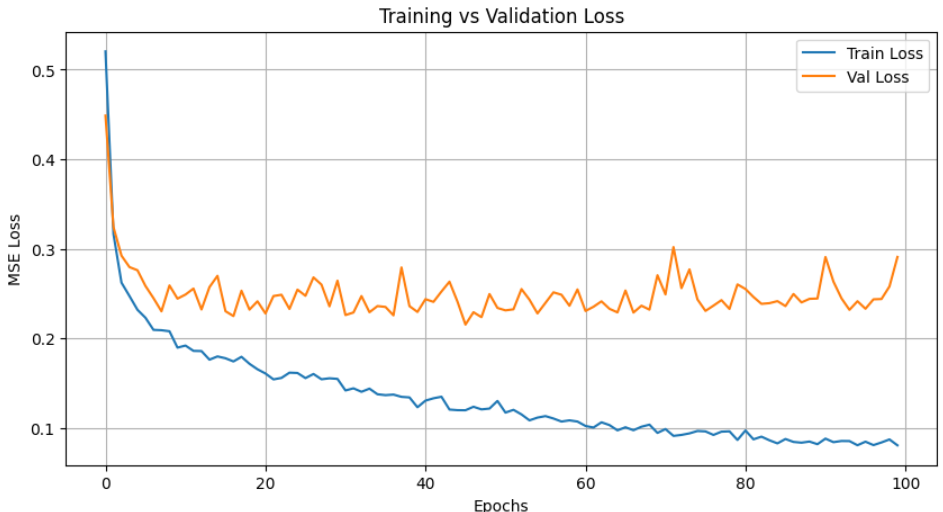 Training vs Validation Loss
Train Loss
Val Loss
MSE Loss
0.5
0.4
0.3
0.2
0.1
0 20 40 60 80 100
Epochs